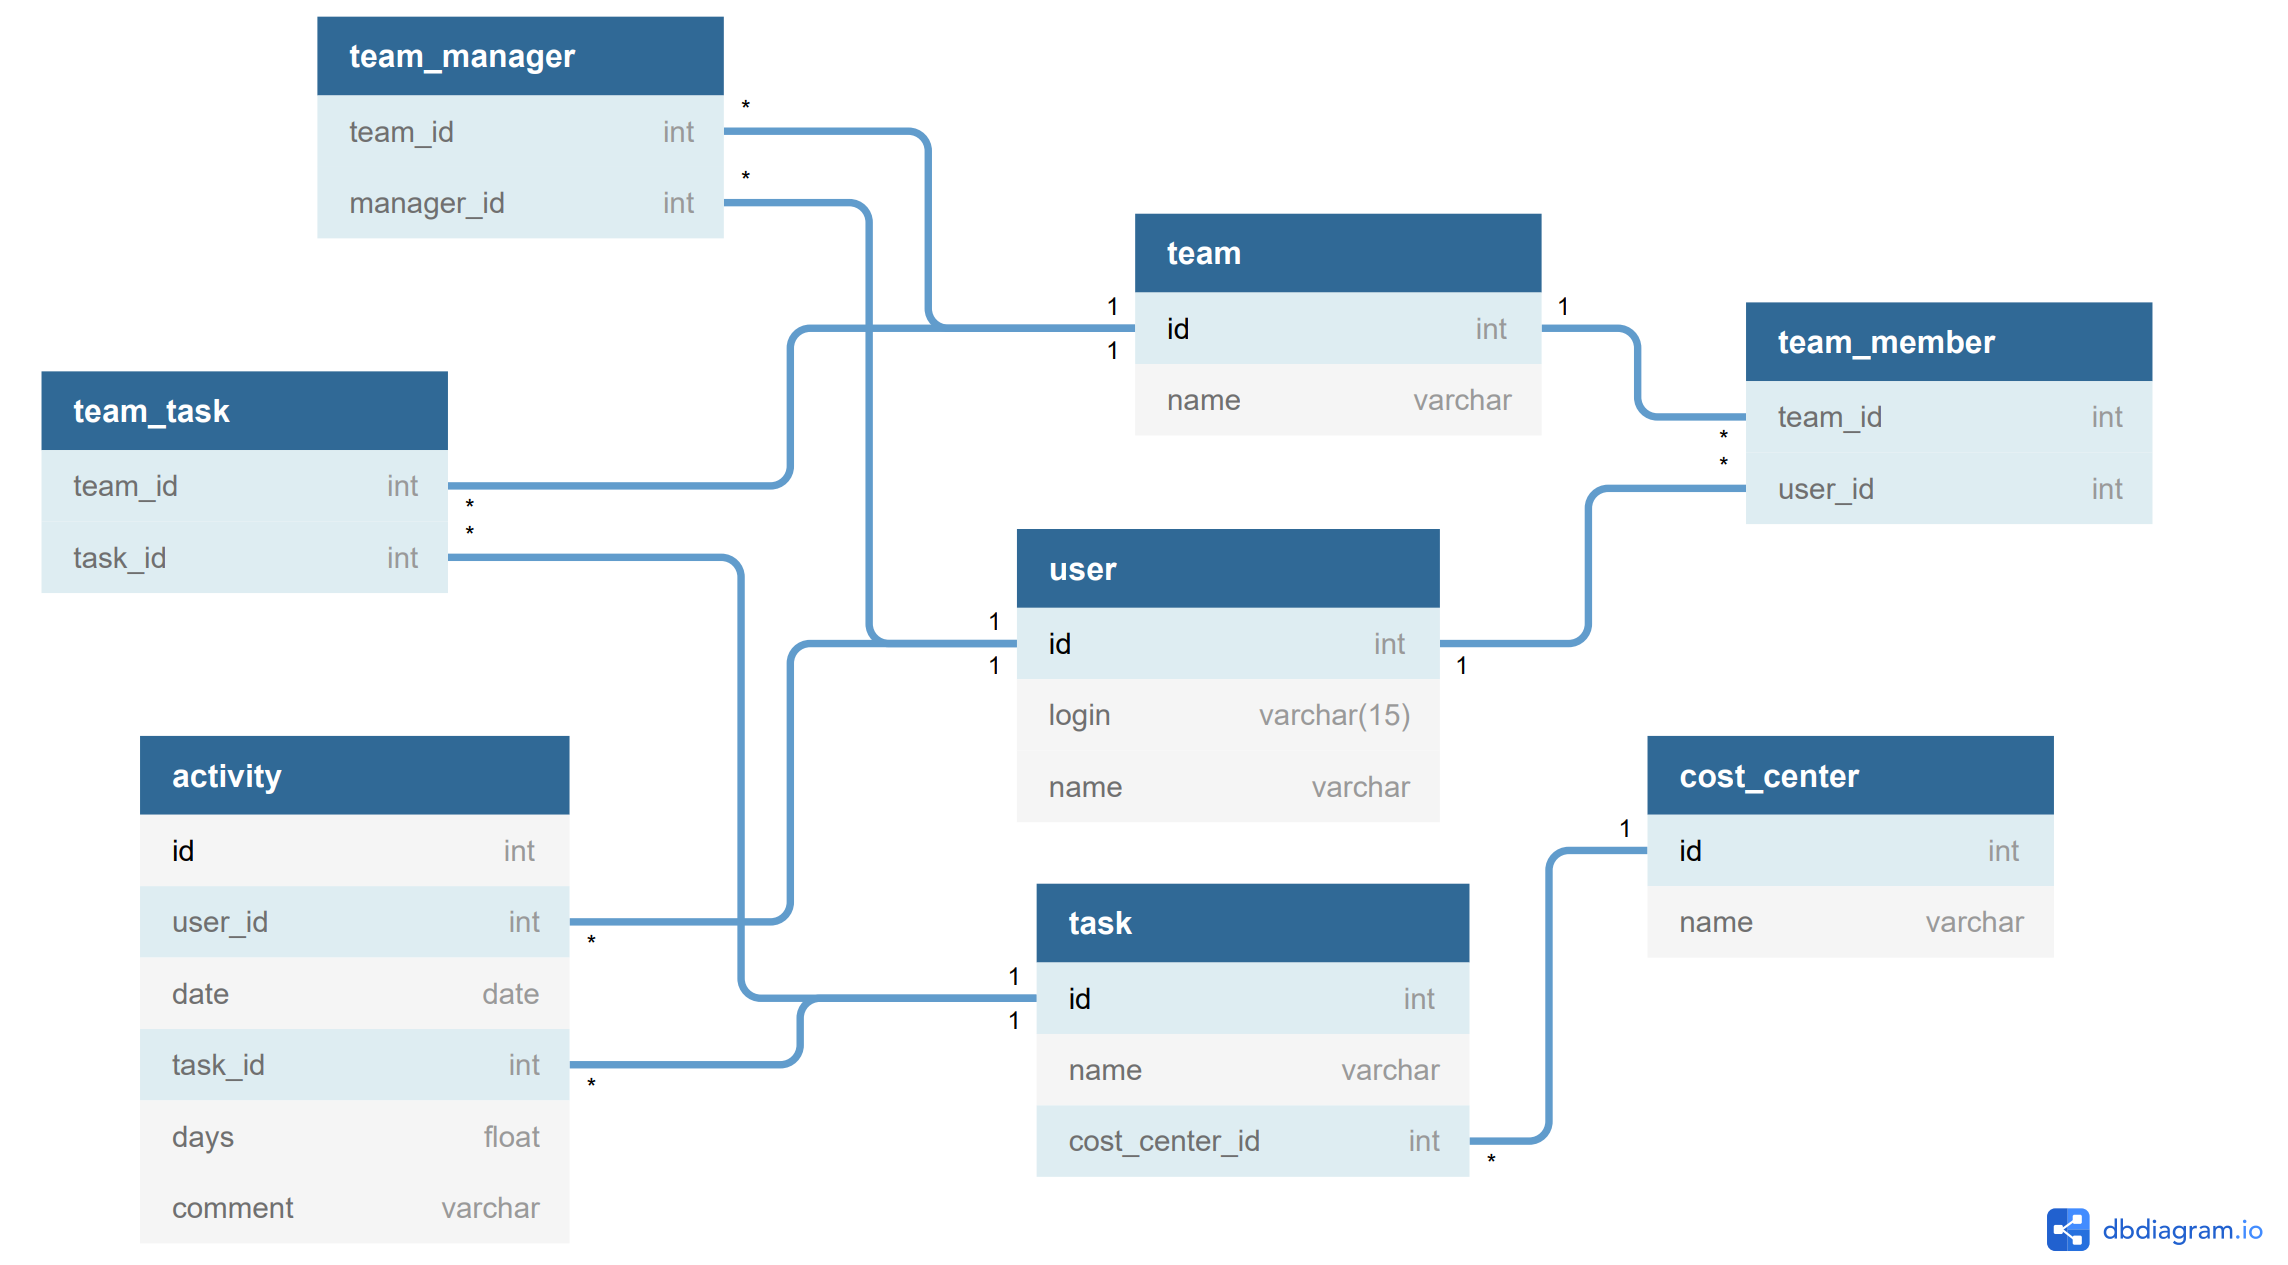 team_manager
team_id int
manager_id int
*
*
team
id int
name varchar
1
1
1
team_member
team_id int
user_id int
*
*
team_task
team_id int
task_id int
*
*
user
id int
login varchar(15)
name varchar
1
1
1
activity
id int
user_id int
date date
task_id int
days float
comment varchar
*
*
task
id int
name varchar
cost_center_id int
1
1
*
cost_center
id int
name varchar
1
dbdiagram.io